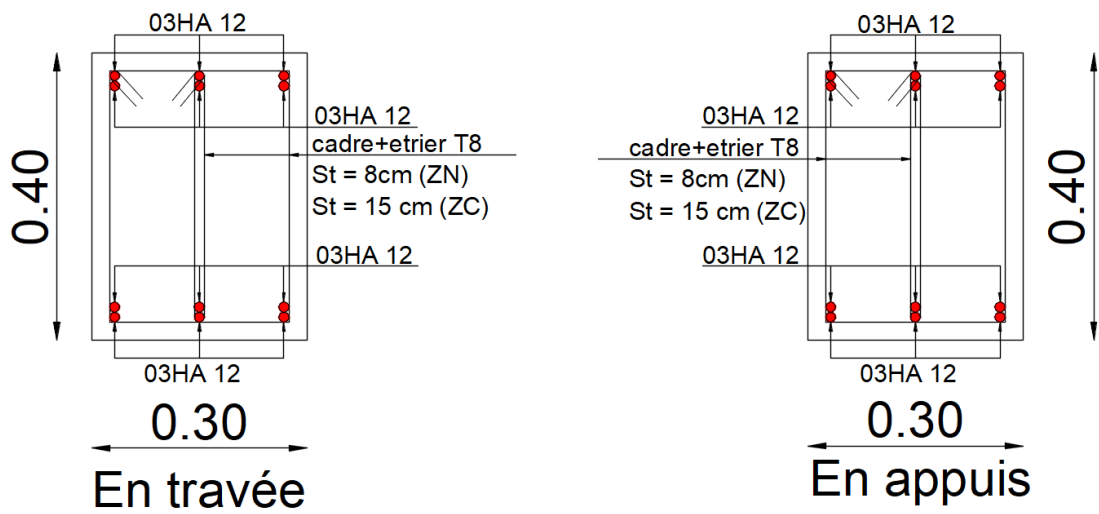 03HA 12
0.40
03HA 12
cadre+etrier T8
St = 8cm (ZN)
St = 15 cm (ZC)
03HA 12
03HA 12
0.30
En travée
03HA 12
03HA 12
cadre+etrier T8
St = 8cm (ZN)
St = 15 cm (ZC)
0.40
03HA 12
03HA 12
0.30
En appuis